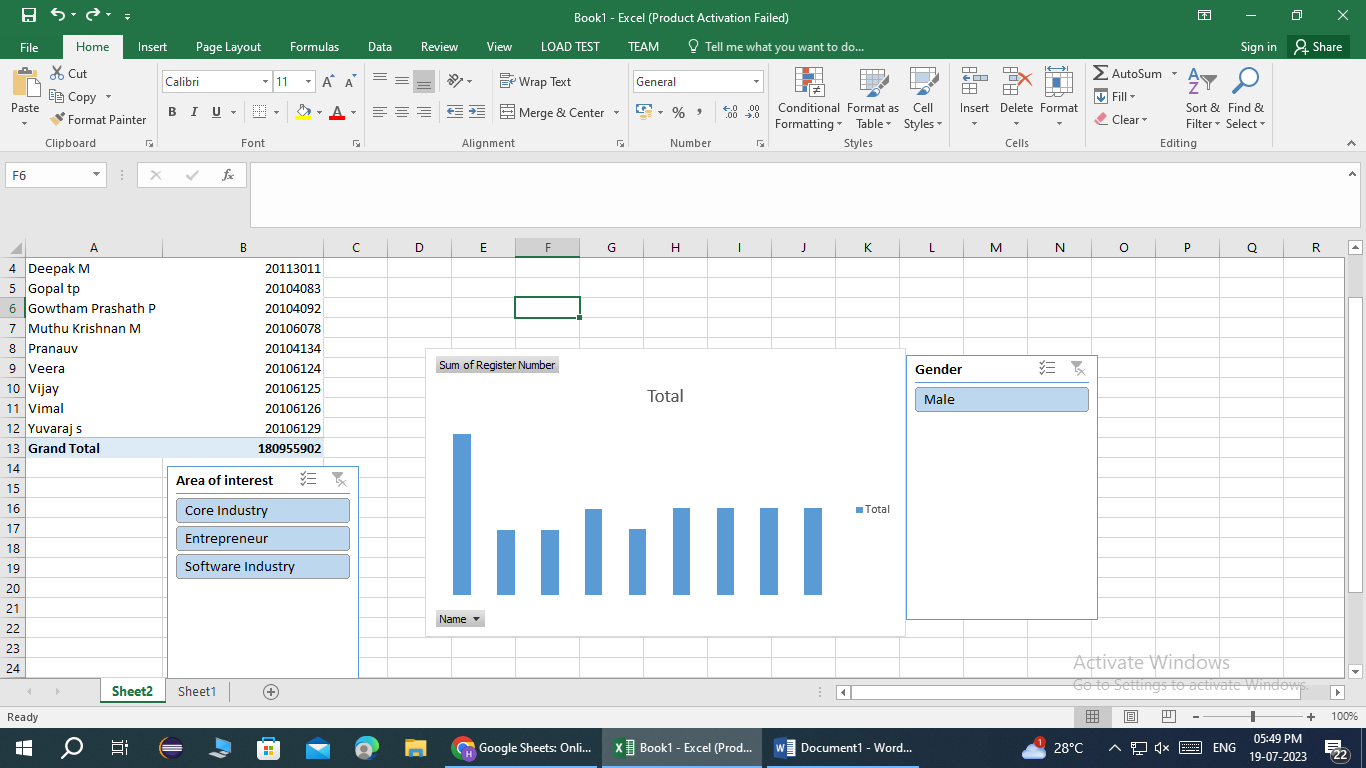 Book1 - Excel (Product Activation Failed)
File Home Insert Page Layout Formulas Data Review View LOAD TEST TEAM Tell me what you want to do... Sign in Share
Paste
Cut
Copy
Format Painter
Clipboard
Calibri 11
B I U A
Font
Wrap Text
Merge & Center
Alignment
General
%
Number
Conditional Formatting
Format as Table
Cell Styles
Styles
Insert Delete Format
Cells
AutoSum
Fill
Clear
Sort & Filter
Find & Select
Editing
F6 fx
A B C D E F G H I J K L M N O P Q R
4 Deepak M 20113011
5 Gopal tp 20104083
6 Gowtham Prashath P 20104092
7 Muthu Krishnan M 20106078
8 Pranauv 20104134
9 Veera 20106124
10 Vijay 20106125
11 Vimal 20106126
12 Yuvaraj s 20106129
13 Grand Total 180955902
14
15
16
17
18
19
20
21
22
23
24
Area of interest
Core Industry
Entrepreneur
Software Industry
Sum of Register Number
Total
Total
Name
Gender
Male
Activate Windows
Go to Settings to activate Windows.
Sheet2 Sheet1
Ready 100%
Google Sheets: Onli... Book1 - Excel (Prod... Document1 - Word... 1 28°C ENG 05:49 PM
19-07-2023 22